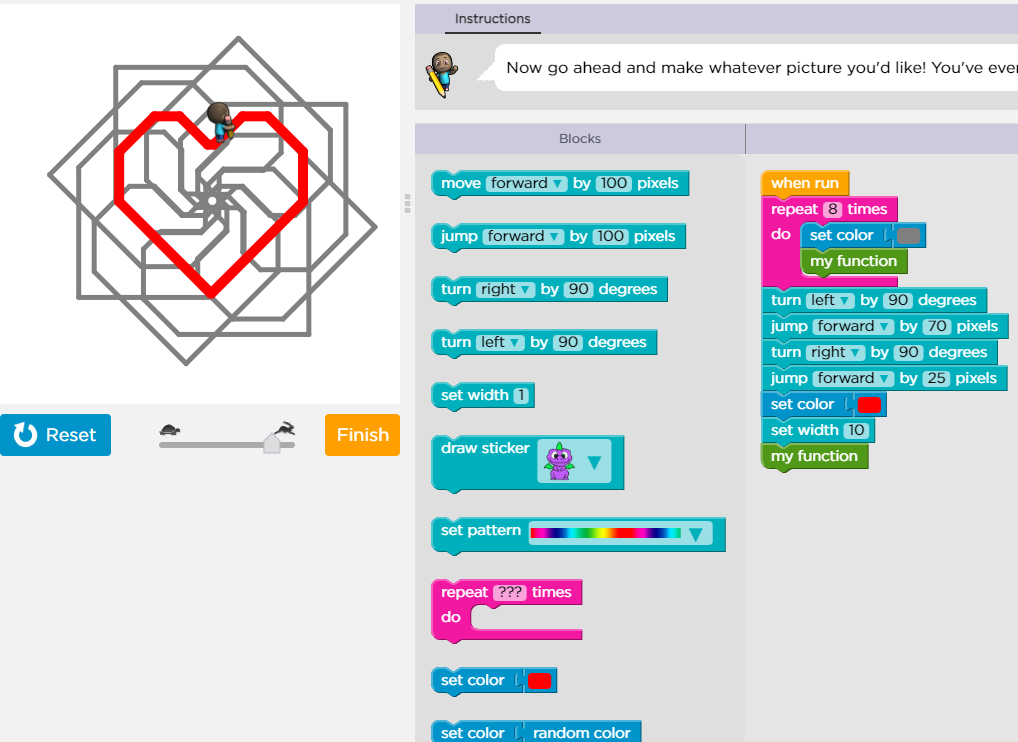 Instructions
Now go ahead and make whatever picture you'd like! You've ever
Blocks
move forward ▼ by 100 pixels
jump forward ▼ by 100 pixels
turn right ▼ by 90 degrees
turn left ▼ by 90 degrees
set width 1
draw sticker ▼
set pattern ▼
repeat ??? times
do
set color
set color random color
when run
repeat 8 times
do set color
my function
turn left ▼ by 90 degrees
jump forward ▼ by 70 pixels
turn right ▼ by 90 degrees
jump forward ▼ by 25 pixels
set color
set width 10
my function
Reset
Finish